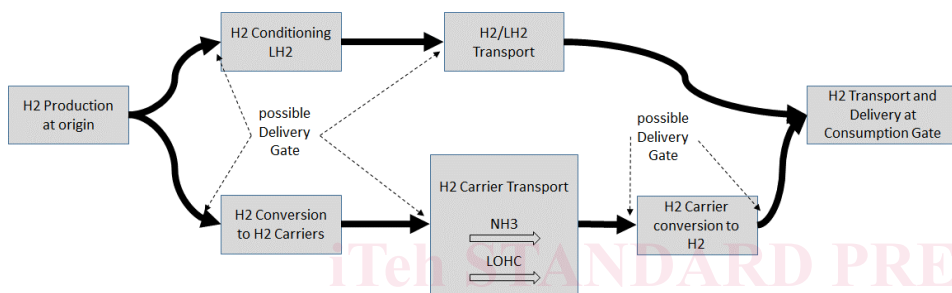 H2 Conditioning
LH2
H2/LH2
Transport
H2 Production
at origin
possible
Delivery
Gate
possible
Delivery
Gate
H2 Transport and
Delivery at
Consumption Gate
H2 Conversion
to H2 Carriers
H2 Carrier Transport
NH3
LOHC
H2 Carrier
conversion to
H2
iTeh STANDARD PRE